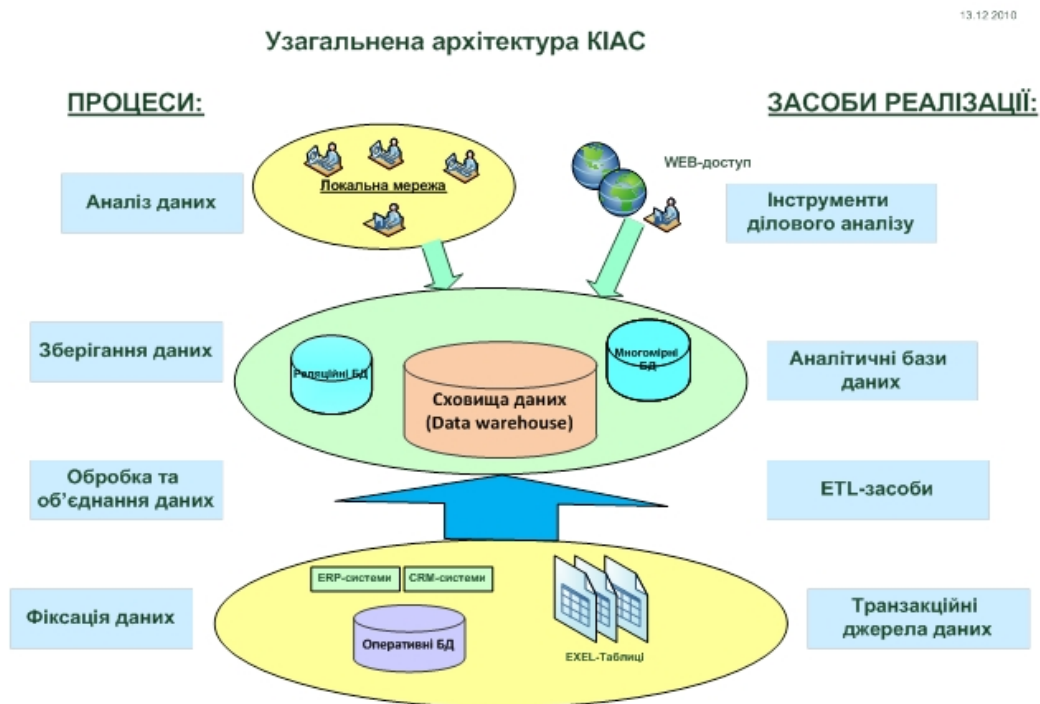 13.12.2010
Узагальнена архітектура КІАС
ПРОЦЕСИ:
ЗАСОБИ РЕАЛІЗАЦІЇ:
Локальна мережа
WEB-доступ
Аналіз даних
Інструменти
ділового аналізу
Зберігання даних
Реляційні БД
Многомірні
БД
Сховища даних
(Data warehouse)
Аналітичні бази
даних
Обробка та
об’єднання даних
ETL-засоби
ERP-системи
CRM-системи
Фіксація даних
Оперативні БД
EXEL-Таблиці
Транзакційні
джерела даних